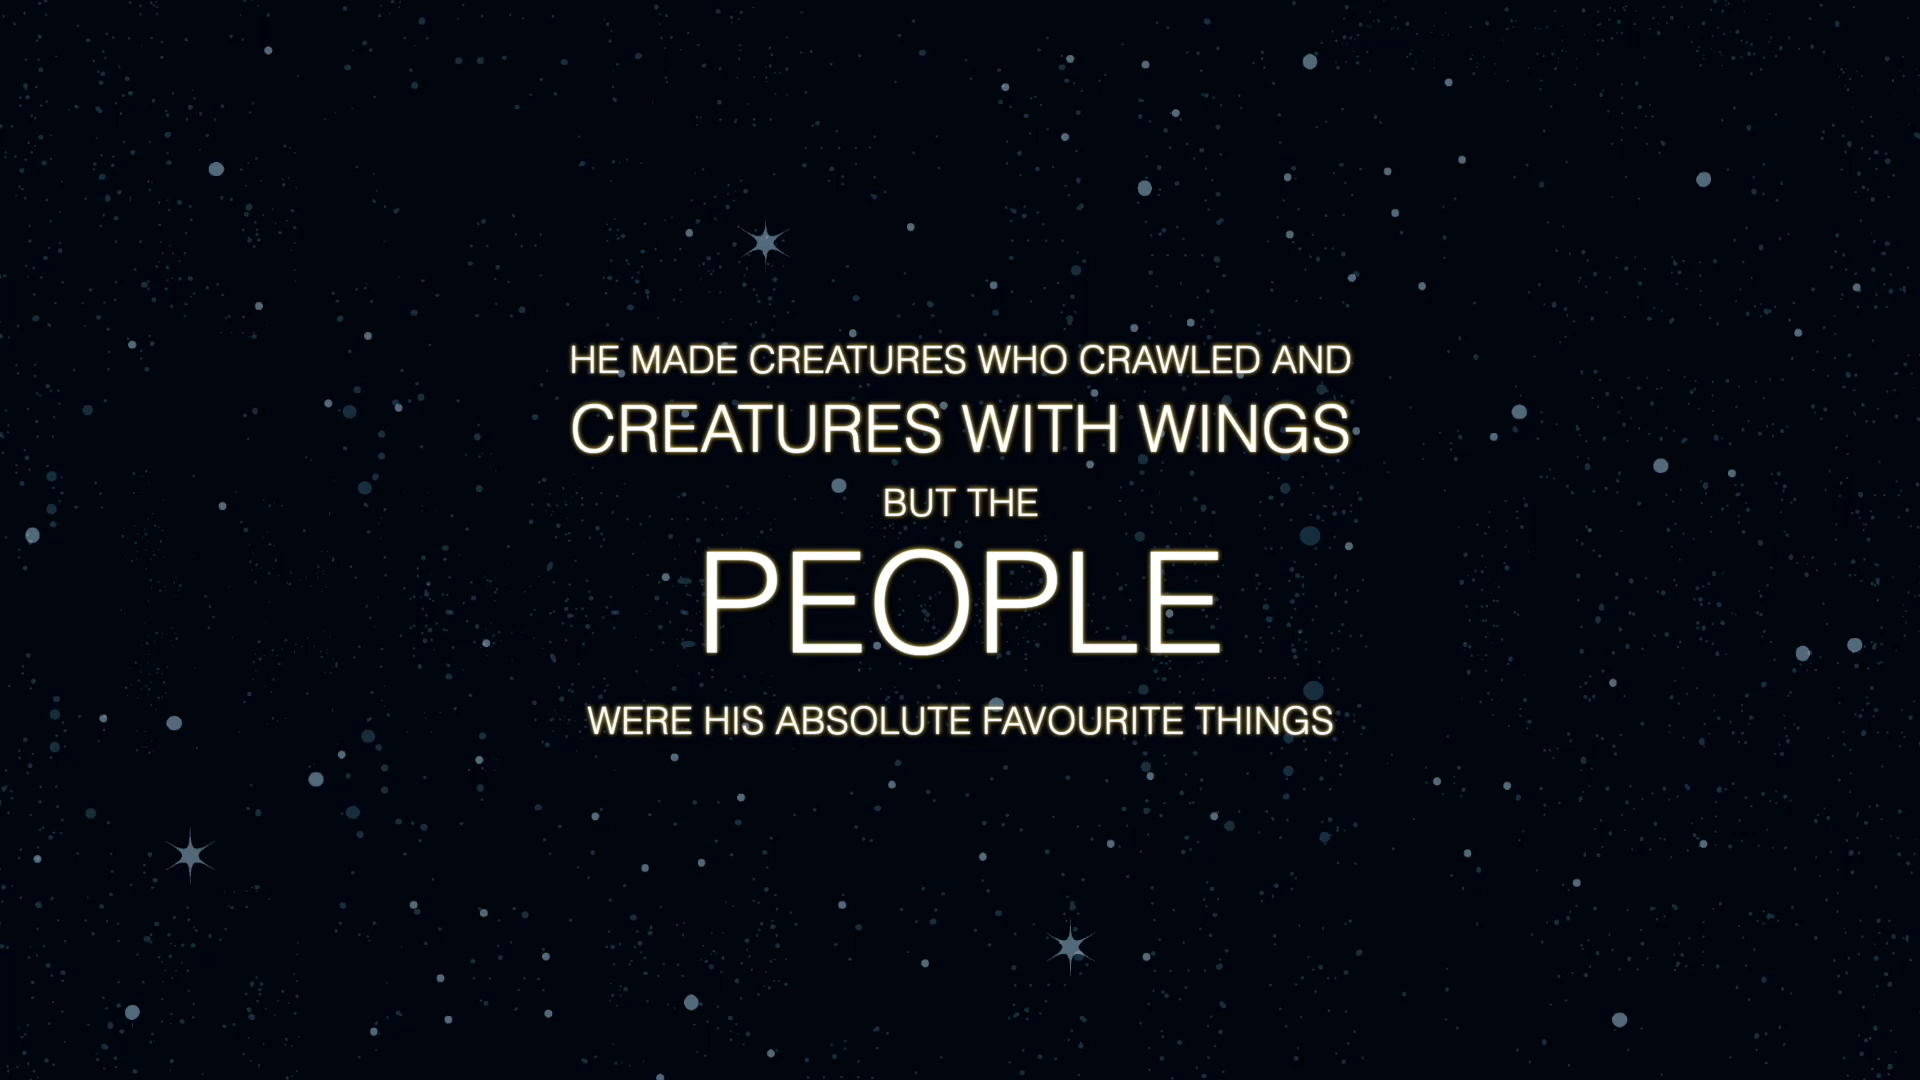 HE MADE CREATURES WHO CRAWLED AND
CREATURES WITH WINGS
BUT THE
PEOPLE
WERE HIS ABSOLUTE FAVOURITE THINGS